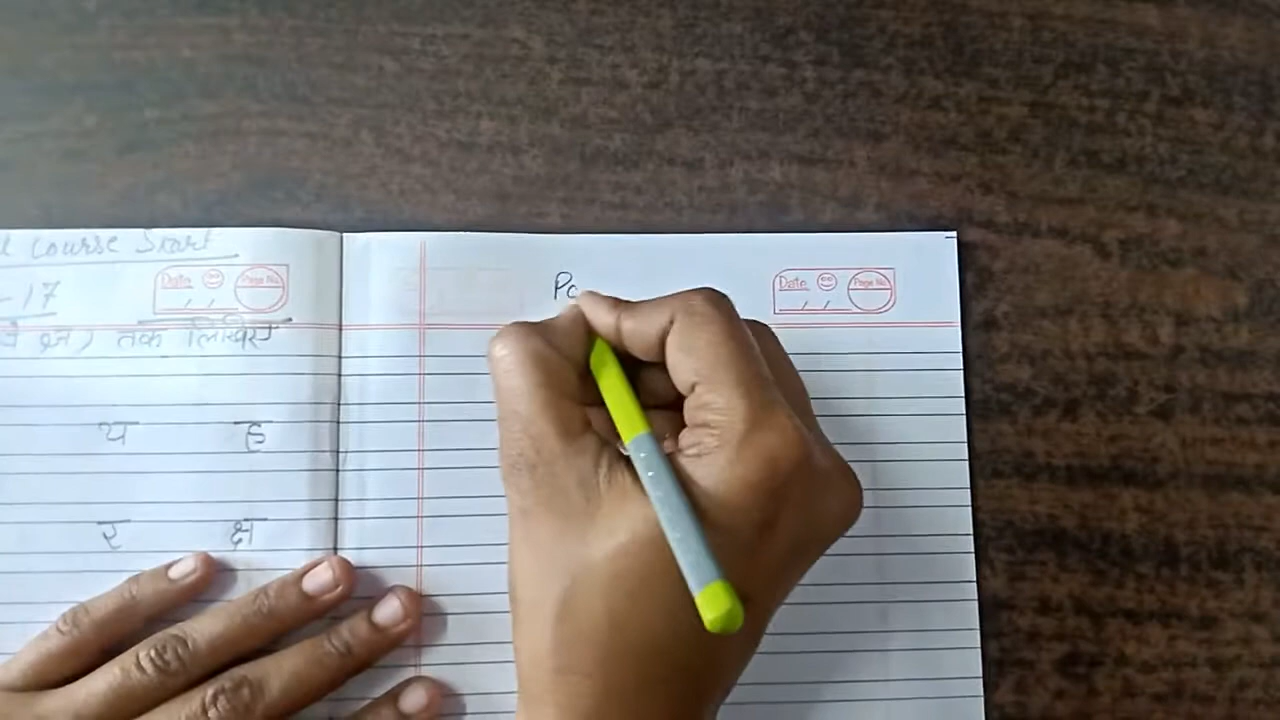 Course Start
Date Page No.
-17
तक लिखिए
य ह
र क्ष
Date Page No.